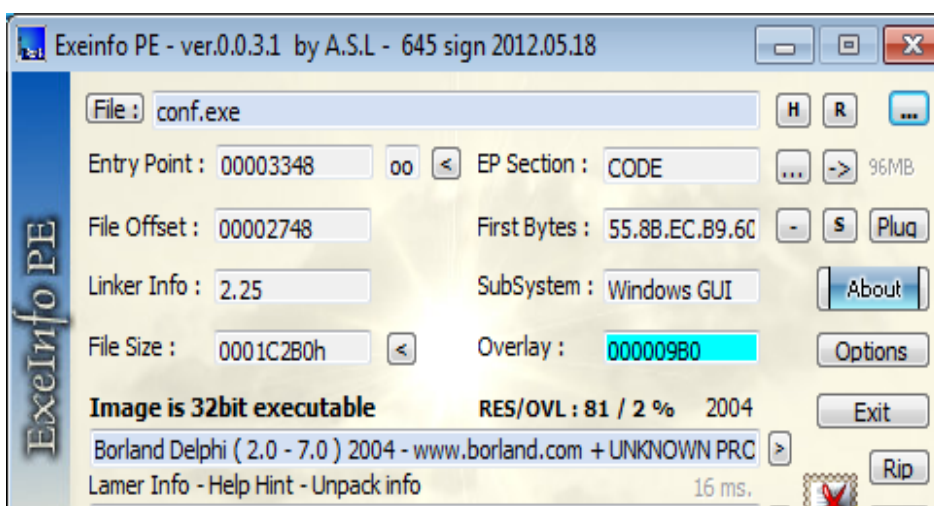 Exeinfo PE - ver.0.0.3.1 by A.S.L - 645 sign 2012.05.18
ExeInfo PE
File : conf.exe H R ...
Entry Point : 00003348 oo < EP Section : CODE ... -> 96MB
File Offset : 00002748 First Bytes : 55.8B.EC.B9.60 - S Plug
Linker Info : 2.25 SubSystem : Windows GUI About
File Size : 0001C2B0h < Overlay : 000009B0 Options
Image is 32bit executable RES/OVL : 81 / 2 % 2004 Exit
Borland Delphi ( 2.0 - 7.0 ) 2004 - www.borland.com + UNKNOWN PRO > Rip
Lamer Info - Help Hint - Unpack info 16 ms.